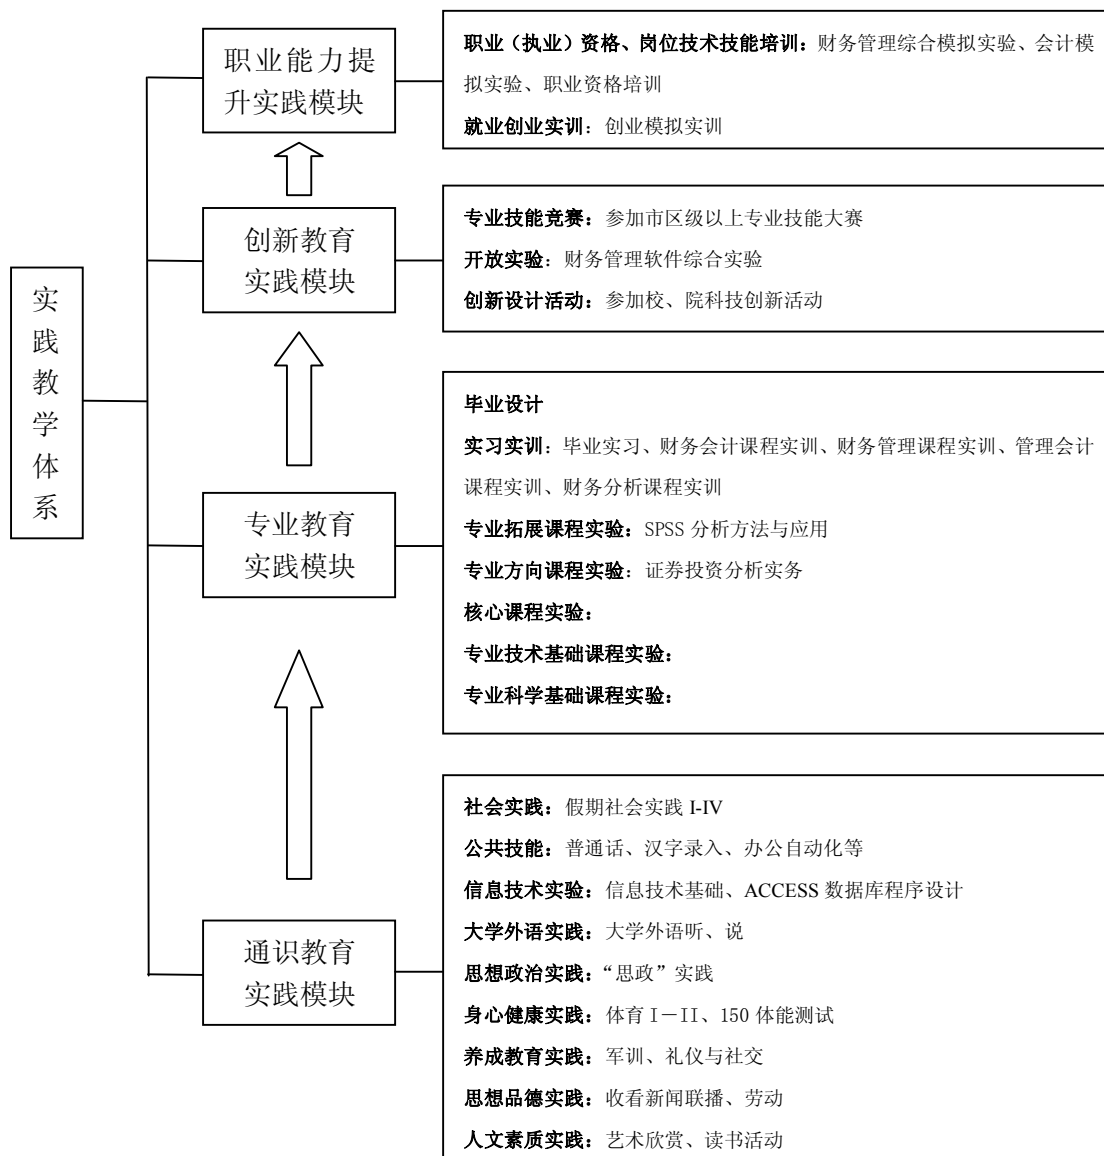 职业能力提
升实践模块
职业（执业）资格、岗位技术技能培训：财务管理综合模拟实验、会计模
拟实验、职业资格培训
就业创业实训：创业模拟实训
创新教育
实践模块
专业技能竞赛：参加市区级以上专业技能大赛
开放实验：财务管理软件综合实验
创新设计活动：参加校、院科技创新活动
实
践
教
学
体
系
专业教育
实践模块
毕业设计
实习实训：毕业实习、财务会计课程实训、财务管理课程实训、管理会计
课程实训、财务分析课程实训
专业拓展课程实验：SPSS 分析方法与应用
专业方向课程实验：证券投资分析实务
核心课程实验：
专业技术基础课程实验：
专业科学基础课程实验：
通识教育
实践模块
社会实践：假期社会实践 I-IV
公共技能：普通话、汉字录入、办公自动化等
信息技术实验：信息技术基础、ACCESS 数据库程序设计
大学外语实践：大学外语听、说
思想政治实践：“思政”实践
身心健康实践：体育 I－II、150 体能测试
养成教育实践：军训、礼仪与社交
思想品德实践：收看新闻联播、劳动
人文素质实践：艺术欣赏、读书活动